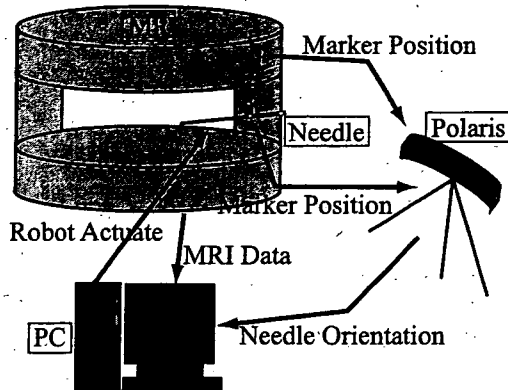 MRI
Marker Position
Needle
Polaris
Marker Position
Robot Actuate
MRI Data
PC
Needle Orientation